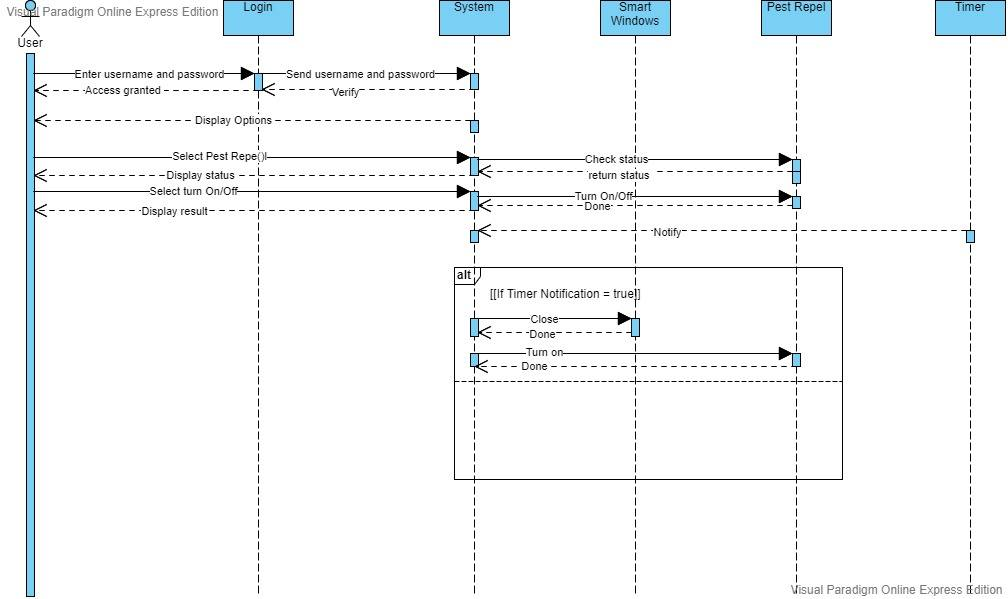 Visual Paradigm Online Express Edition
Login
System
Smart
Windows
Pest Repel
Timer
User
Enter username and password
Send username and password
Access granted
Verify
Display Options
Select Pest Repe()l
Check status
Display status
return status
Select turn On/Off
Turn On/Off
Done
Display result
Notify
alt
[[If Timer Notification = true]]
Close
Done
Turn on
Done
Visual Paradigm Online Express Edition